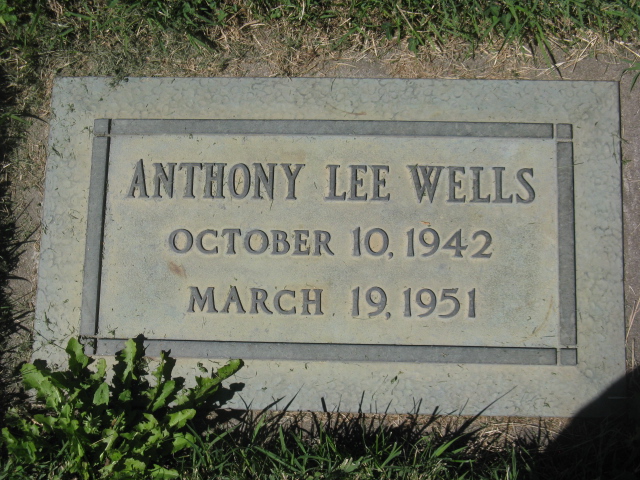 ANTHONY LEE WELLS
OCTOBER 10, 1942
MARCH 19, 1951